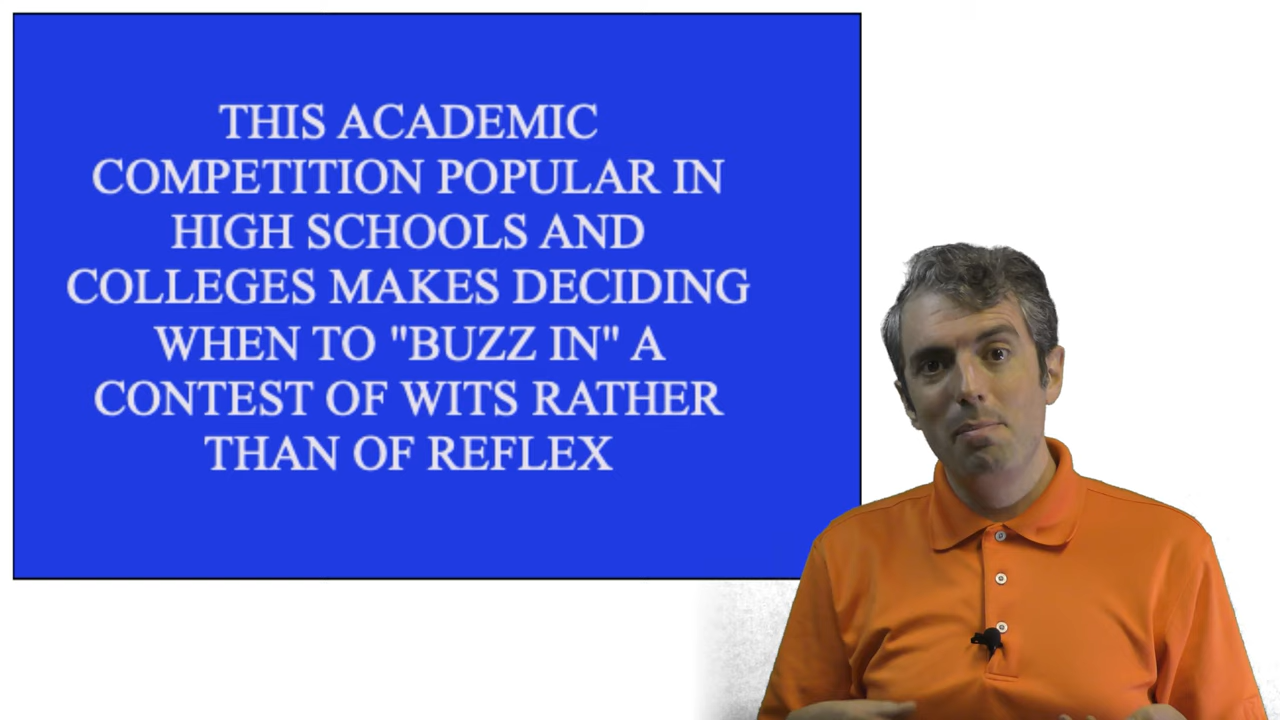 THIS ACADEMIC
COMPETITION POPULAR IN
HIGH SCHOOLS AND
COLLEGES MAKES DECIDING
WHEN TO "BUZZ IN" A
CONTEST OF WITS RATHER
THAN OF REFLEX